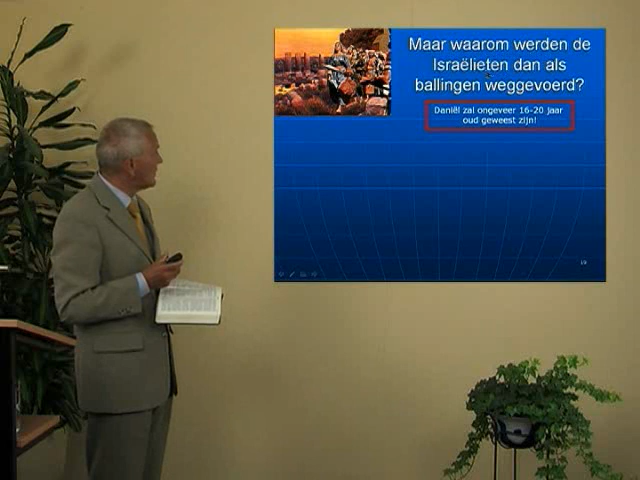 Maar waarom werden de
Israëlieten dan als
ballingen weggevoerd?
Daniël zal ongeveer 16-20 jaar
oud geweest zijn!